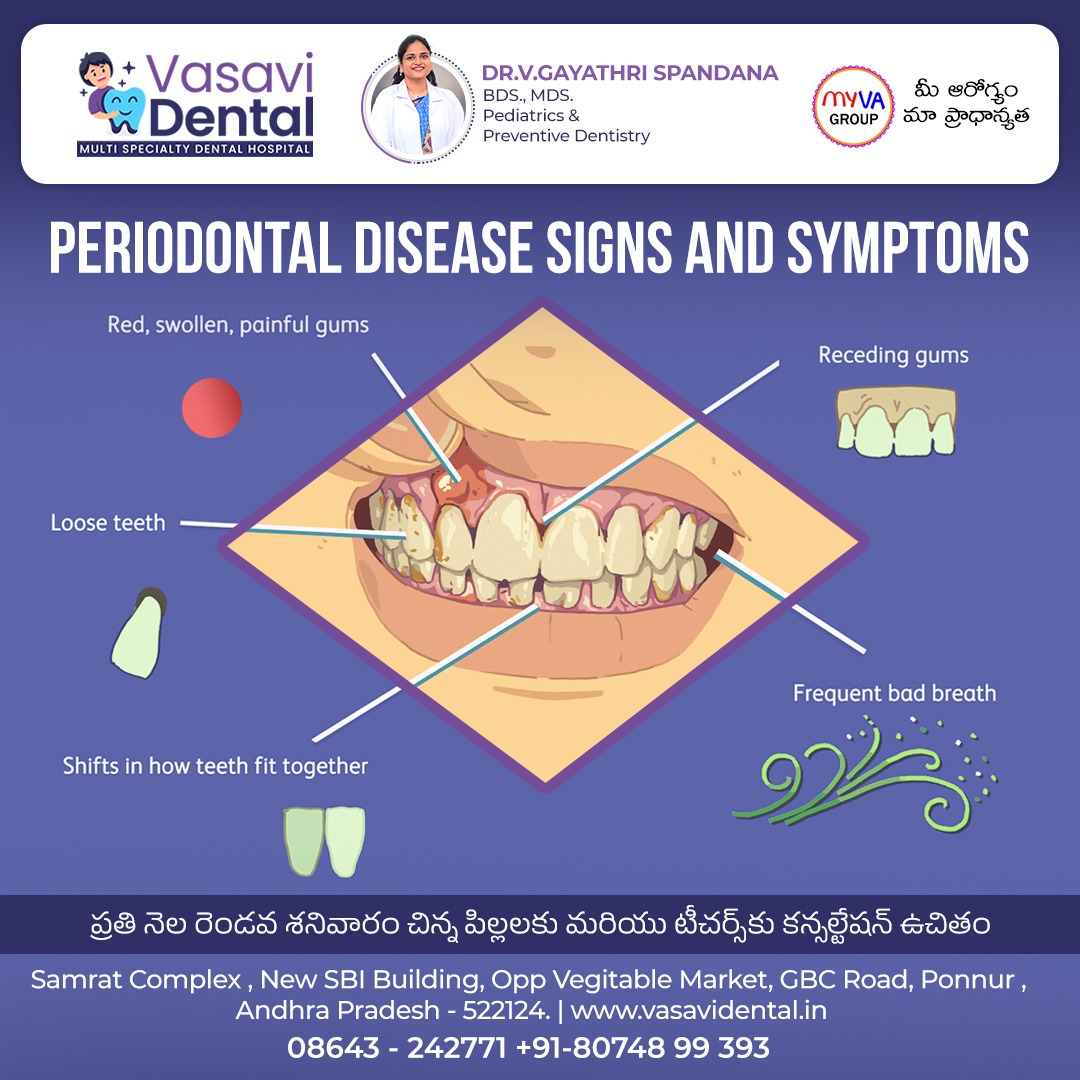 Vasavi
Dental
MULTI SPECIALTY DENTAL HOSPITAL
DR.V.GAYATHRI SPANDANA
BDS., MDS.
Pediatrics &
Preventive Dentistry
MYVA
GROUP
మీ ఆరోగ్యం
మా ప్రాధాన్యత
PERIODONTAL DISEASE SIGNS AND SYMPTOMS
Red, swollen, painful gums
Receding gums
Loose teeth
Frequent bad breath
Shifts in how teeth fit together
ప్రతి నెల రెండవ శనివారం చిన్న పిల్లలకు మరియు టీచర్స్‌కు కన్సల్టేషన్ ఉచితం
Samrat Complex , New SBI Building, Opp Vegitable Market, GBC Road, Ponnur ,
Andhra Pradesh - 522124. | www.vasavidental.in
08643 - 242771 +91-80748 99 393